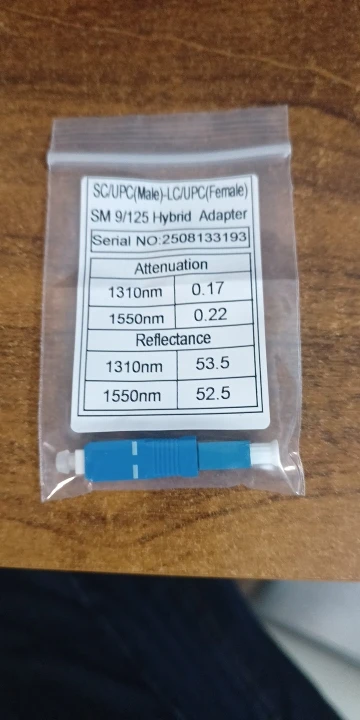 SC/UPC(Male)-LC/UPC(Female)
SM 9/125 Hybrid Adapter
Serial NO:2508133193
Attenuation
1310nm 0.17
1550nm 0.22
Reflectance
1310nm 53.5
1550nm 52.5